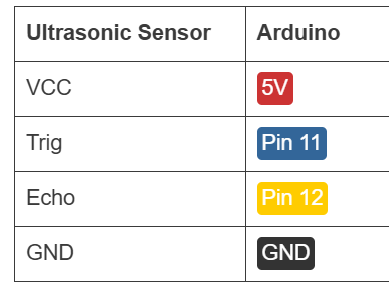 Ultrasonic Sensor Arduino
VCC 5V
Trig Pin 11
Echo Pin 12
GND GND